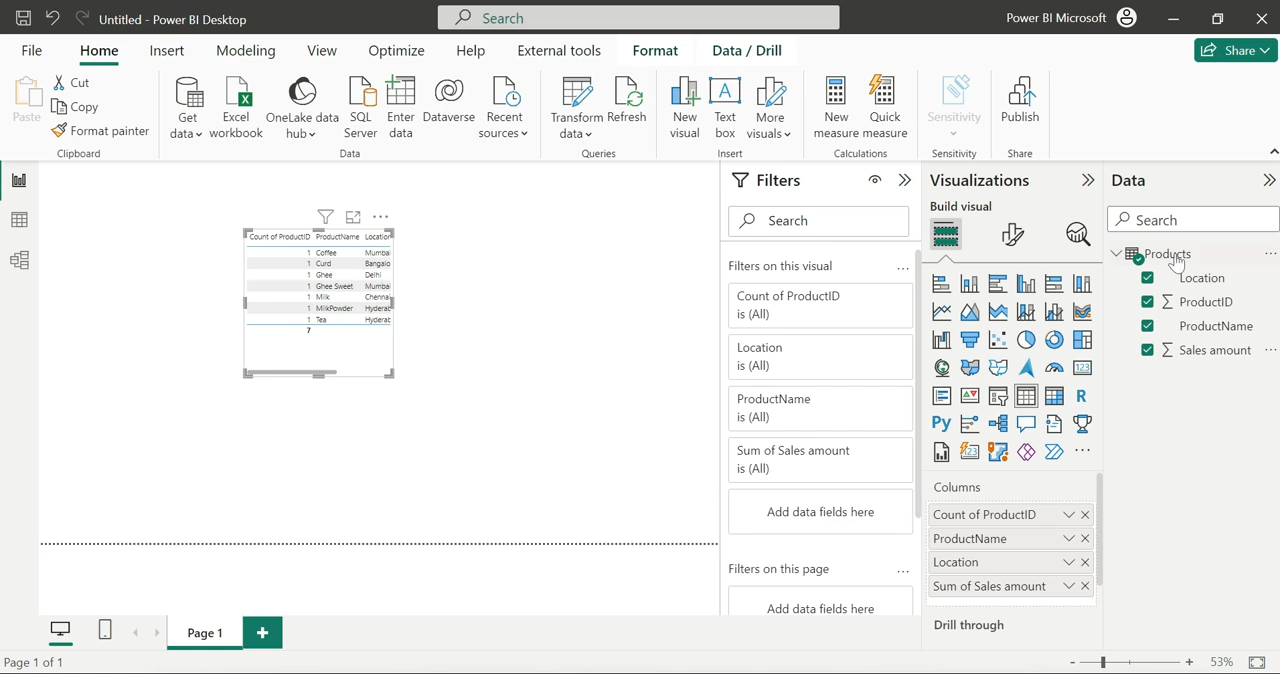 Untitled - Power BI Desktop
Search
Power BI Microsoft
File
Home
Insert
Modeling
View
Optimize
Help
External tools
Format
Data / Drill
Share
Paste
Cut
Copy
Format painter
Clipboard
Get data
Excel workbook
OneLake data hub
SQL Server
Enter data
Dataverse
Recent sources
Data
Transform data
Refresh
Queries
New visual
Text box
More visuals
Insert
New measure
Quick measure
Calculations
Sensitivity
Sensitivity
Publish
Share
Count of ProductID ProductName Location
1 Coffee Mumbai
1 Curd Bangalo
1 Ghee Delhi
1 Ghee Sweet Mumbai
1 Milk Chennai
1 MilkPowder Hyderab
1 Tea Hyderab
7
Filters
Search
Filters on this visual
Count of ProductID
is (All)
Location
is (All)
ProductName
is (All)
Sum of Sales amount
is (All)
Add data fields here
Filters on this page
Add data fields here
Visualizations
Build visual
123
R
Py
123
Columns
Count of ProductID
ProductName
Location
Sum of Sales amount
Drill through
Data
Search
Products
Location
Σ ProductID
ProductName
Σ Sales amount
Page 1
Page 1 of 1
- + 53%